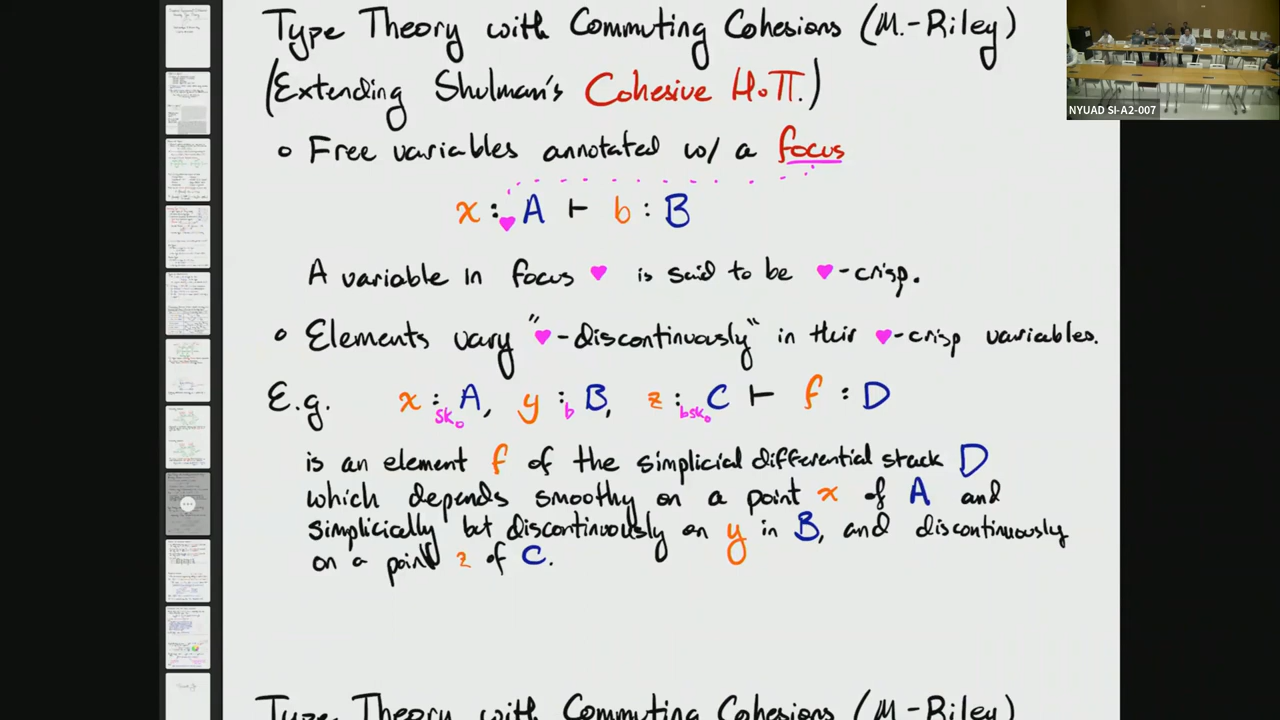 Type Theory with Commuting Cohesions (M.-Riley)
(Extending Shulman's Cohesive HoTT.)
NYUAD SI-A2-007
o Free variables annotated w/ a focus
x :♥ A ⊢ b : B
A variable in focus ♥ is said to be ♥-crisp.
o Elements vary "♥-discontinuously" in their ♥-crisp variables.
E.g. x :sk₀ A, y :b B, z :bsk₀ C ⊢ f : D
is an element f of the simplicial differential stack D
which depends smoothy on a point x of A and
simplicially but discontinuously on y in B, and discontinuously
on a point z of C.
Type Theory with Commuting Cohesions (M.-Riley)